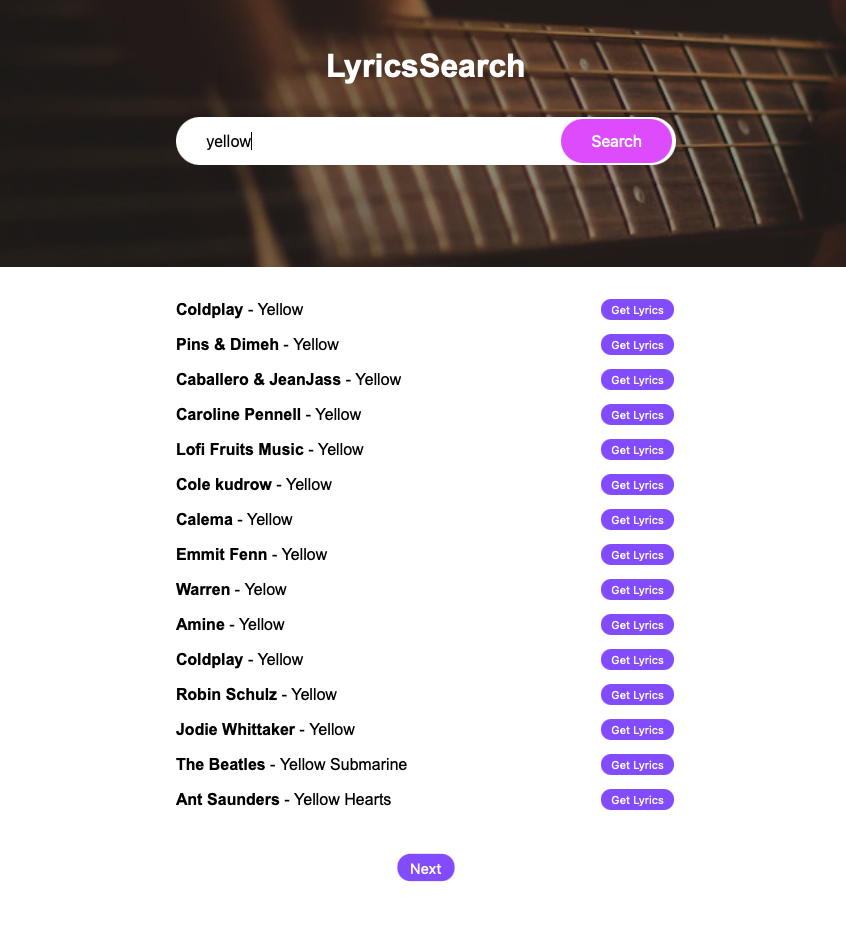 LyricsSearch
yellow Search
Coldplay - Yellow Get Lyrics
Pins & Dimeh - Yellow Get Lyrics
Caballero & JeanJass - Yellow Get Lyrics
Caroline Pennell - Yellow Get Lyrics
Lofi Fruits Music - Yellow Get Lyrics
Cole kudrow - Yellow Get Lyrics
Calema - Yellow Get Lyrics
Emmit Fenn - Yellow Get Lyrics
Warren - Yelow Get Lyrics
Amine - Yellow Get Lyrics
Coldplay - Yellow Get Lyrics
Robin Schulz - Yellow Get Lyrics
Jodie Whittaker - Yellow Get Lyrics
The Beatles - Yellow Submarine Get Lyrics
Ant Saunders - Yellow Hearts Get Lyrics
Next